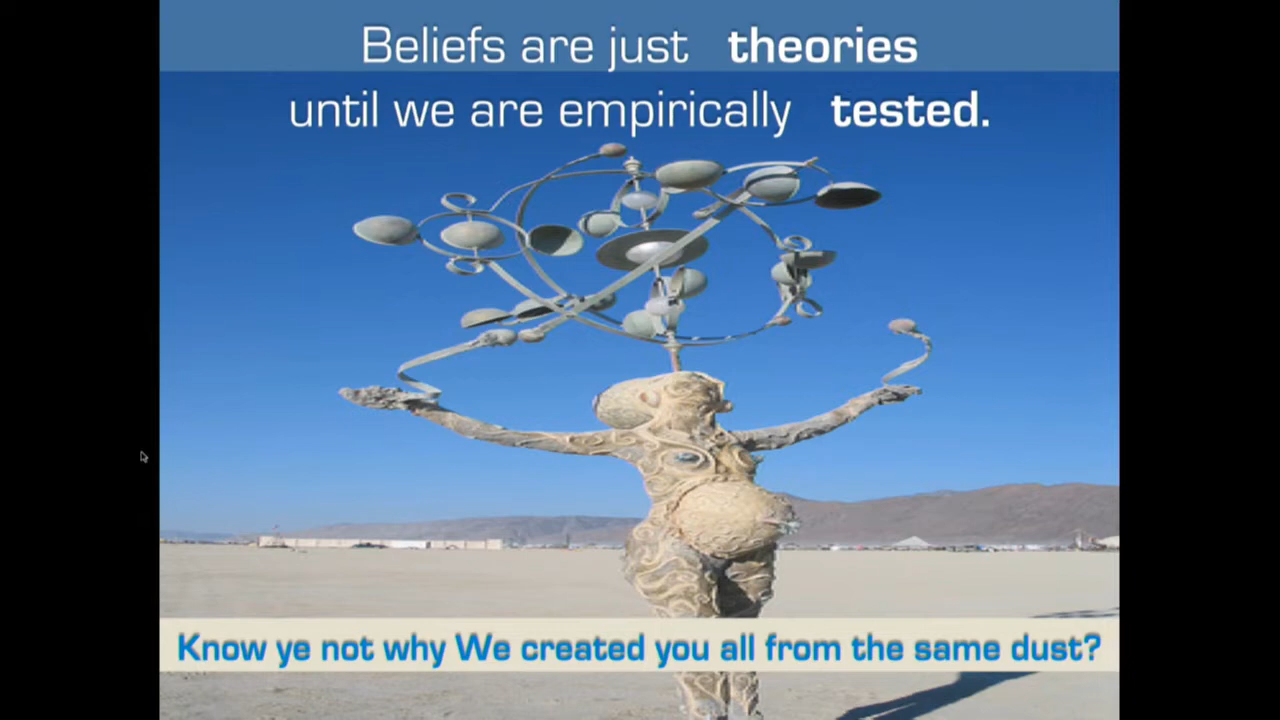 Beliefs are just theories
until we are empirically tested.
Know ye not why We created you all from the same dust?